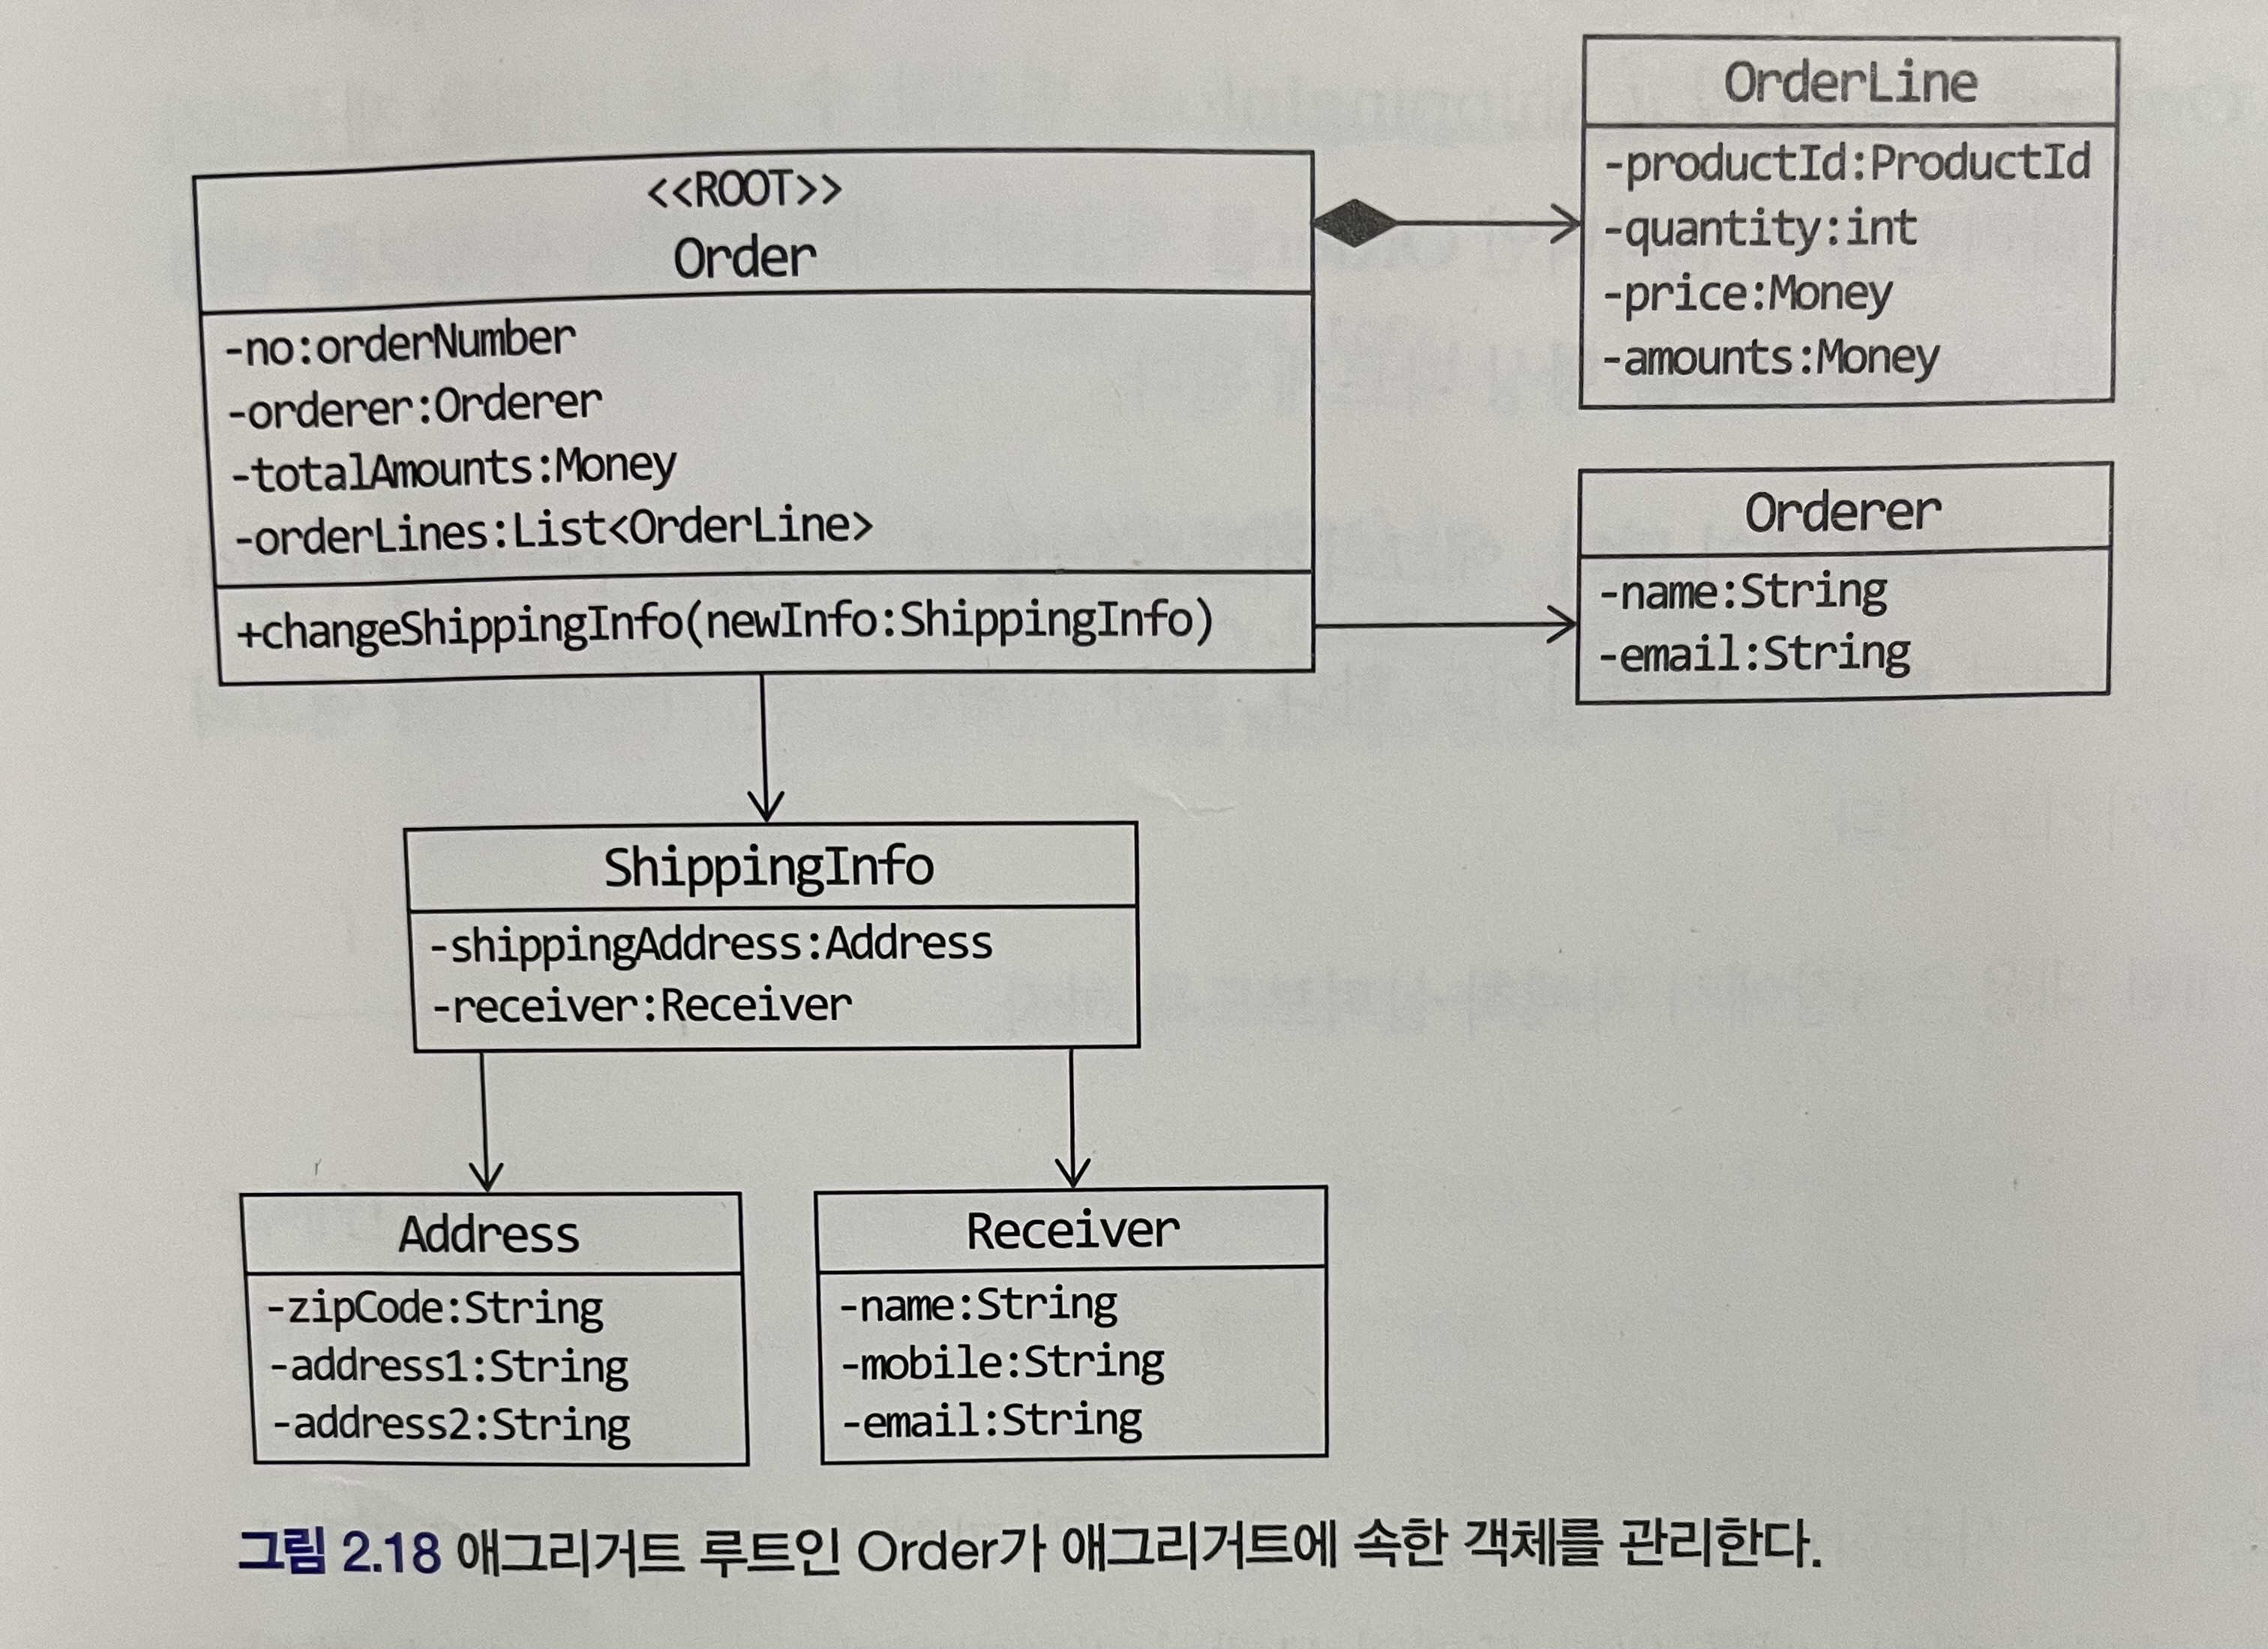 <<ROOT>>
Order
-no:orderNumber
-orderer:Orderer
-totalAmounts:Money
-orderLines:List<OrderLine>
+changeShippingInfo(newInfo:ShippingInfo)
OrderLine
-productId:ProductId
-quantity:int
-price:Money
-amounts:Money
Orderer
-name:String
-email:String
ShippingInfo
-shippingAddress:Address
-receiver:Receiver
Address
-zipCode:String
-address1:String
-address2:String
Receiver
-name:String
-mobile:String
-email:String
그림 2.18 애그리거트 루트인 Order가 애그리거트에 속한 객체를 관리한다.